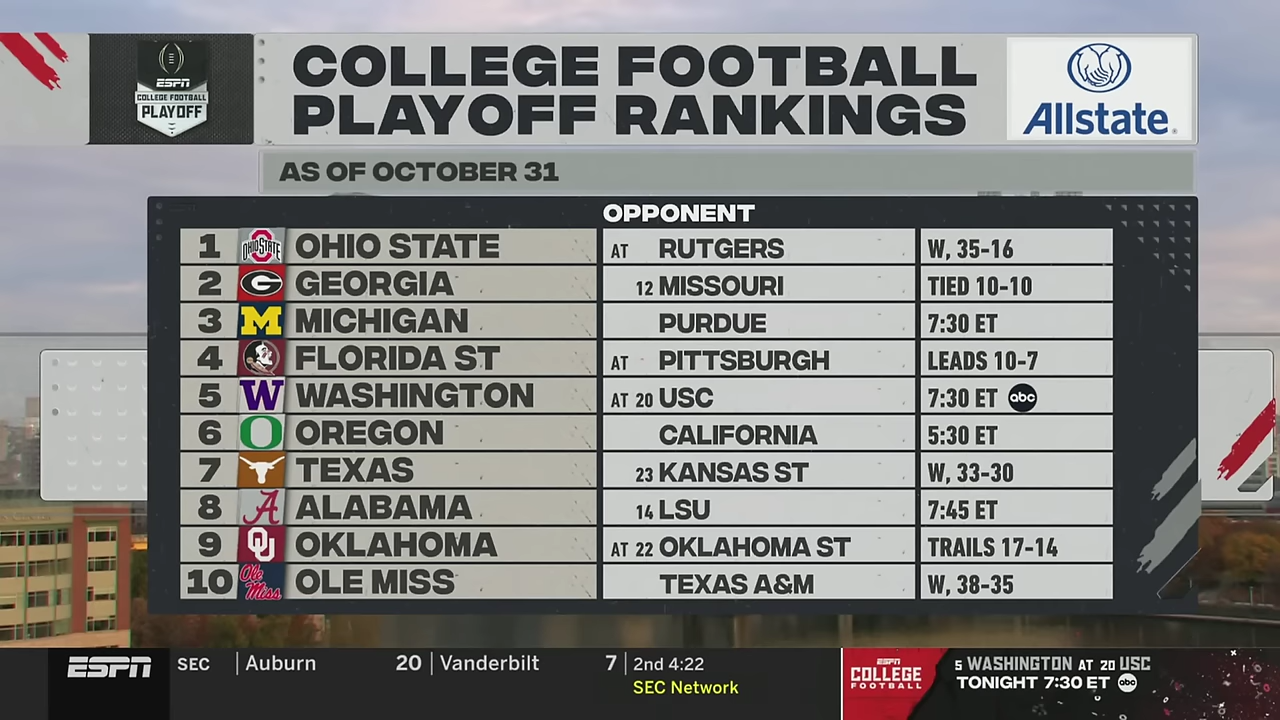 ESPN
COLLEGE FOOTBALL
PLAYOFF
COLLEGE FOOTBALL
PLAYOFF RANKINGS
Allstate
AS OF OCTOBER 31
OPPONENT
1 OHIO STATE OHIO STATE AT RUTGERS W, 35-16
2 G GEORGIA 12 MISSOURI TIED 10-10
3 M MICHIGAN PURDUE 7:30 ET
4 FLORIDA ST AT PITTSBURGH LEADS 10-7
5 W WASHINGTON AT 20 USC 7:30 ET abc
6 O OREGON CALIFORNIA 5:30 ET
7 TEXAS 23 KANSAS ST W, 33-30
8 A ALABAMA 14 LSU 7:45 ET
9 OU OKLAHOMA AT 22 OKLAHOMA ST TRAILS 17-14
10 Ole Miss OLE MISS TEXAS A&M W, 38-35
ESPN SEC Auburn 20 Vanderbilt 7 2nd 4:22
SEC Network
ESPN
COLLEGE
FOOTBALL
5 WASHINGTON AT 20 USC
TONIGHT 7:30 ET abc